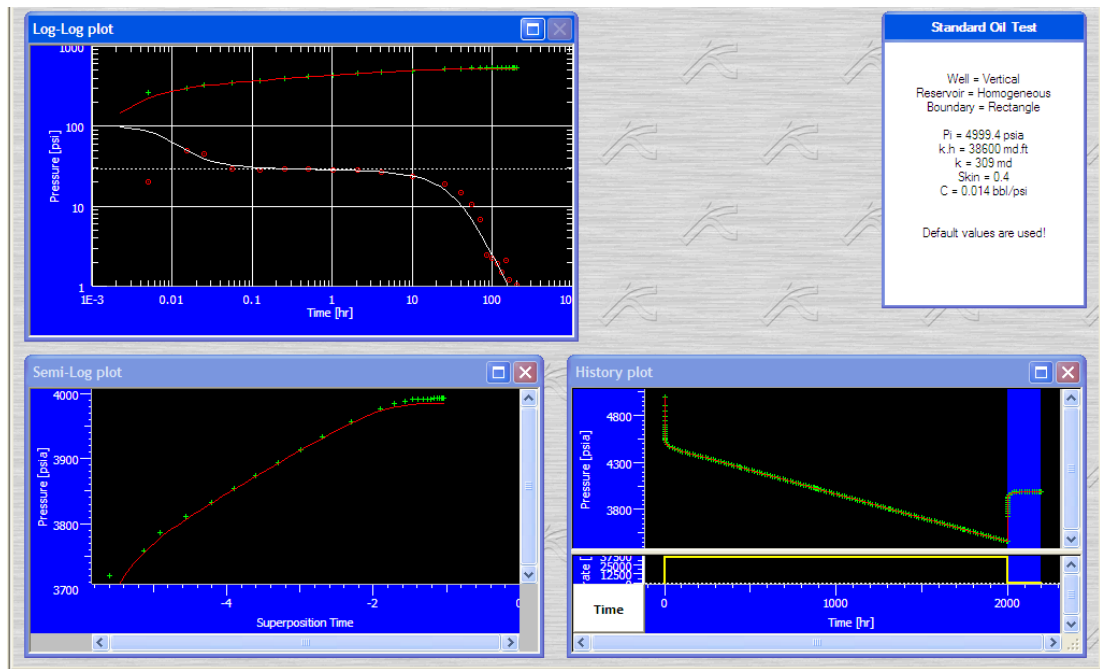 Log-Log plot
1000
100
10
1
Pressure [psi]
1E-3
0.01
0.1
1
10
100
10
Time [hr]
Standard Oil Test
Well = Vertical
Reservoir = Homogeneous
Boundary = Rectangle
Pi = 4999.4 psia
k.h = 38600 md.ft
k = 309 md
Skin = 0.4
C = 0.014 bbl/psi
Default values are used!
Semi-Log plot
4000
3900
3800
3700
Pressure [psia]
-4
-2
Superposition Time
History plot
4800
4300
3800
Pressure [psia]
37500
25000
12500
rate [
Time
0
1000
2000
Time [hr]